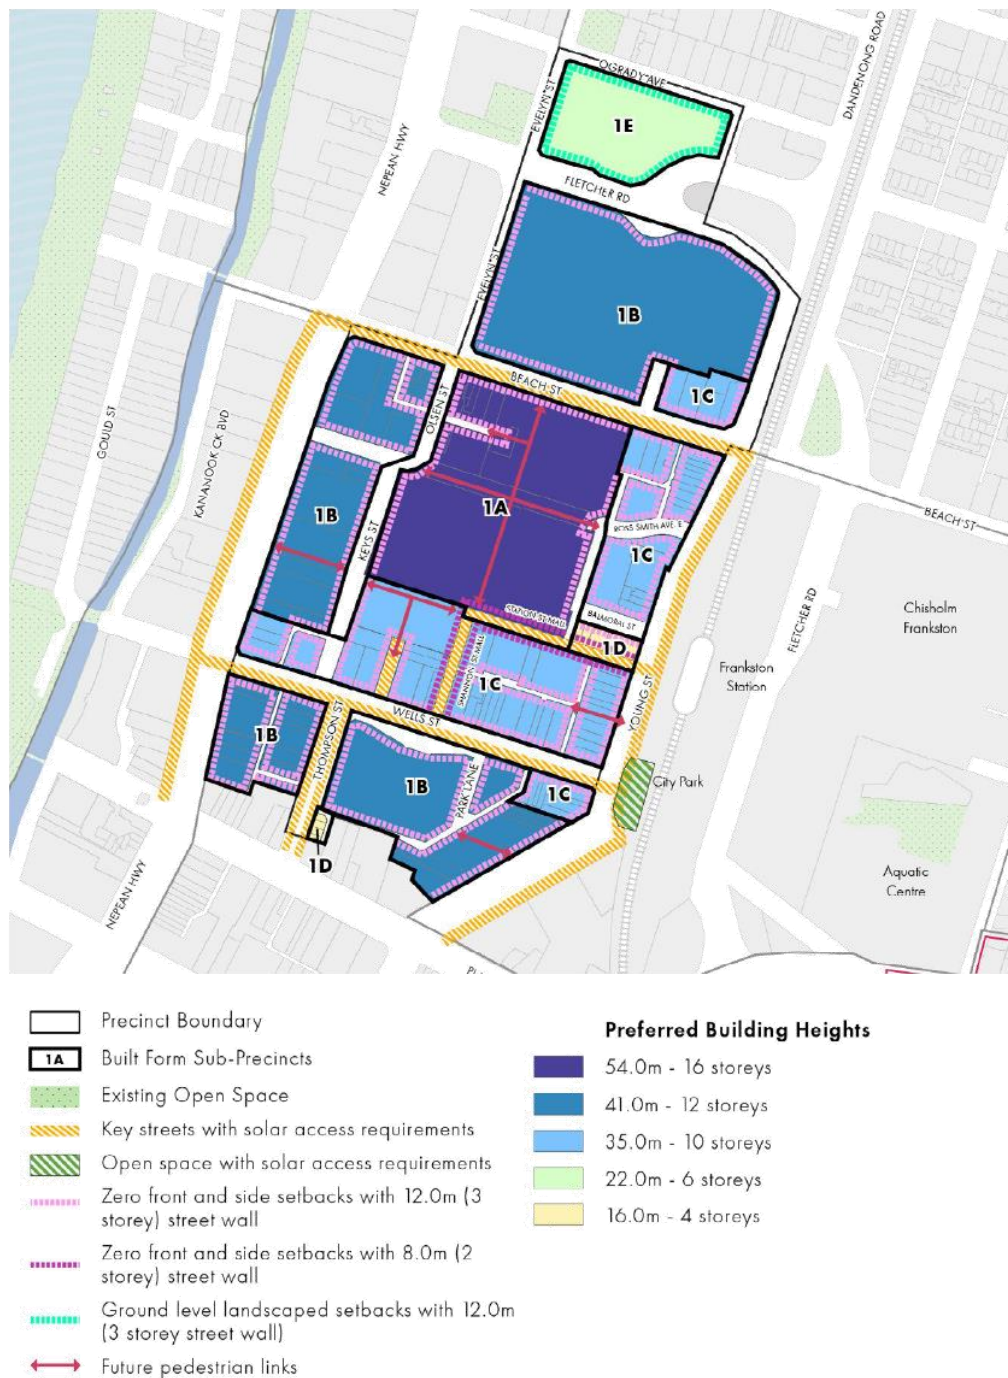 OGRADY AVE
DANDENONG ROAD
EVELYN ST
1E
NEPEAN HWY
FLETCHER RD
EVELYN ST
1B
GOULD ST
KANANOOK CK BVD
BEACH ST
OLSEN ST
1C
1A
1B
KEYS ST
ROSS SMITH AVE E
BEACH ST
1C
STATION ST MALL
BALMORAL ST
FLETCHER RD
Chisholm
Frankston
1D
SHANNON ST MALL
1C
YOUNG ST
Frankston
Station
WELLS ST
THOMPSON ST
1B
1B
PARK LANE
1C
City Park
1D
Aquatic
Centre
NEPEAN HWY
Precinct Boundary
1A Built Form Sub-Precincts
Existing Open Space
Key streets with solar access requirements
Open space with solar access requirements
Zero front and side setbacks with 12.0m (3
storey) street wall
Zero front and side setbacks with 8.0m (2
storey) street wall
Ground level landscaped setbacks with 12.0m
(3 storey street wall)
Future pedestrian links
Preferred Building Heights
54.0m - 16 storeys
41.0m - 12 storeys
35.0m - 10 storeys
22.0m - 6 storeys
16.0m - 4 storeys